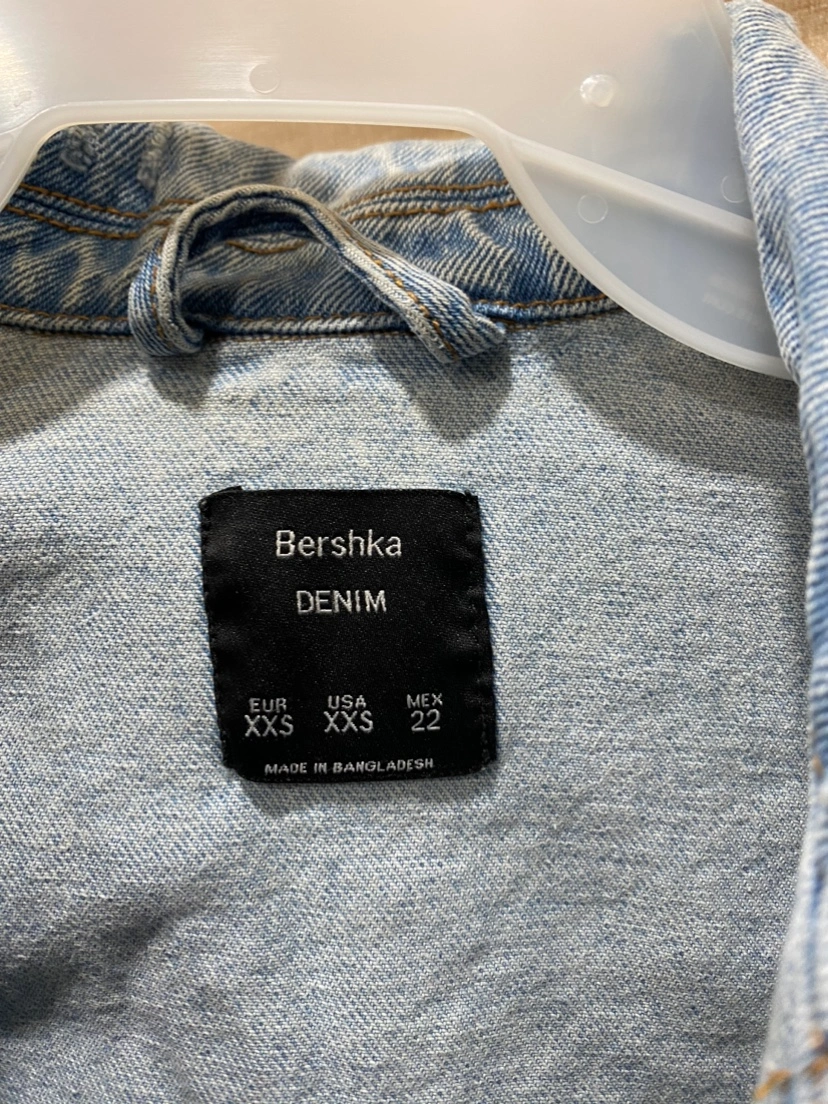 Bershka
DENIM
EUR USA MEX
XXS XXS 22
MADE IN BANGLADESH